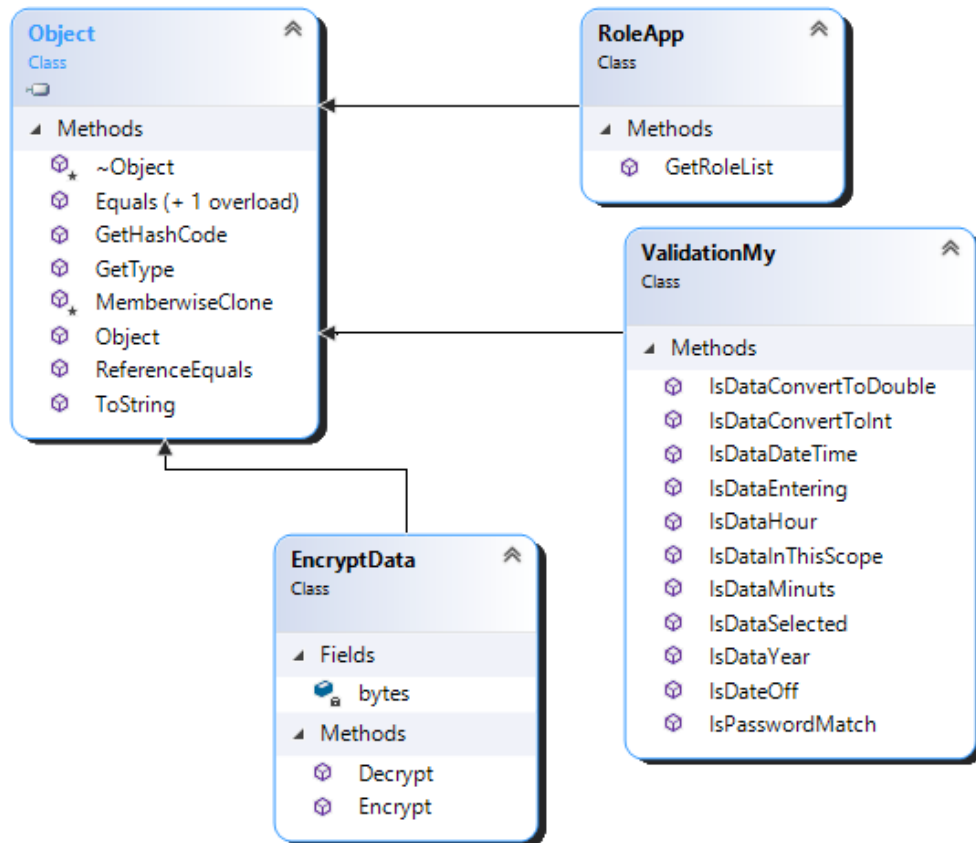 Object
Class
Methods
~Object
Equals (+ 1 overload)
GetHashCode
GetType
MemberwiseClone
Object
ReferenceEquals
ToString
RoleApp
Class
Methods
GetRoleList
ValidationMy
Class
Methods
IsDataConvertToDouble
IsDataConvertToInt
IsDataDateTime
IsDataEntering
IsDataHour
IsDataInThisScope
IsDataMinuts
IsDataSelected
IsDataYear
IsDateOff
IsPasswordMatch
EncryptData
Class
Fields
bytes
Methods
Decrypt
Encrypt